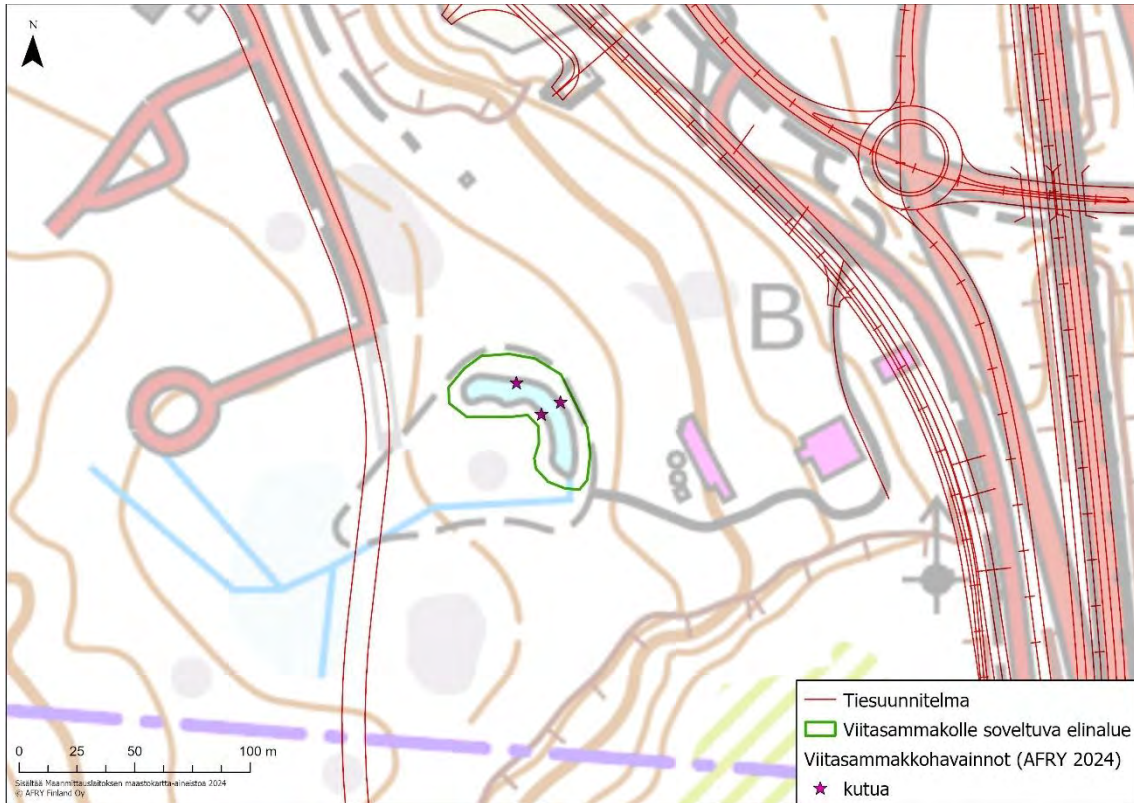 N
B
Tiesuunnitelma
Viitasammakolle soveltuva elinalue
Viitasammakkohavainnot (AFRY 2024)
kutua
0 25 50 100 m
Sisältää Maanmittauslaitoksen maastokartta-aineistoa 2024
© AFRY Finland Oy